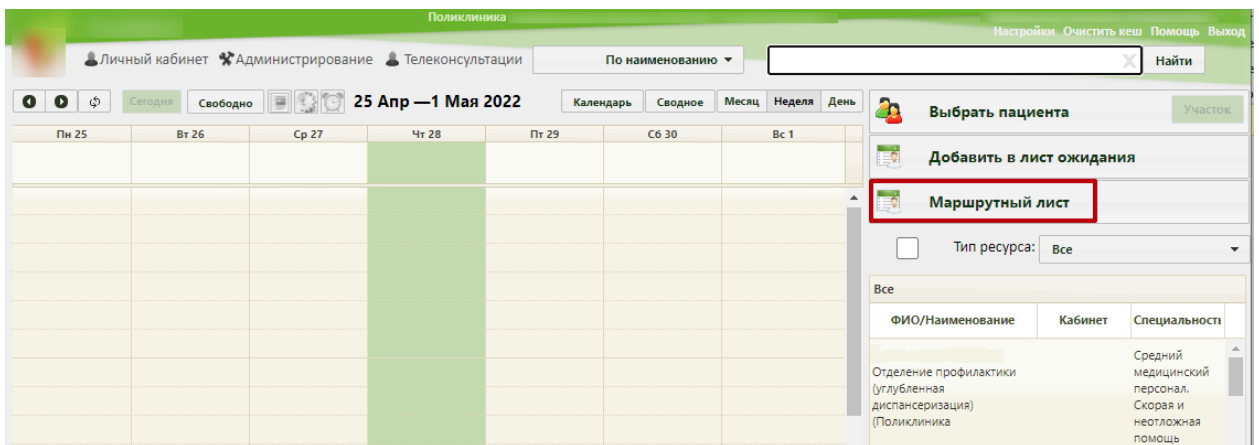 Поликлиника
Настройки Очистить кеш Помощь Выход
Личный кабинет Администрирование Телеконсультации По наименованию Найти
Сегодня Свободно 25 Апр —1 Мая 2022 Календарь Сводное Месяц Неделя День
Выбрать пациента Участок
Пн 25 Вт 26 Ср 27 Чт 28 Пт 29 Сб 30 Вс 1
Добавить в лист ожидания
Маршрутный лист
Тип ресурса: Все
Все
ФИО/Наименование Кабинет Специальность
Отделение профилактики
(углубленная
диспансеризация)
(Поликлиника
Средний
медицинский
персонал.
Скорая и
неотложная
помощь